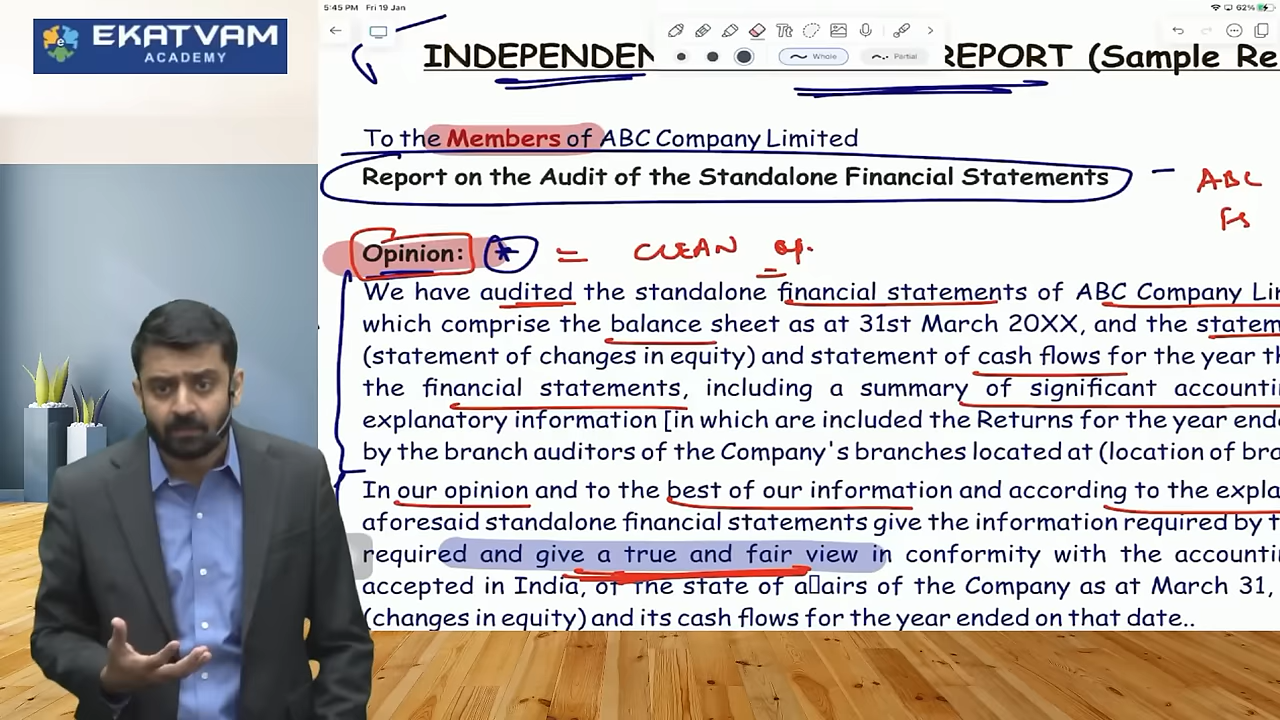 5:45 PM Fri 19 Jan
62%
EKATVAM
ACADEMY
Tt
Whole
Partial
INDEPENDEN REPORT (Sample Re
To the Members of ABC Company Limited
Report on the Audit of the Standalone Financial Statements
ABC
Fs
Opinion: * = CLEAN op.
We have audited the standalone financial statements of ABC Company Li
which comprise the balance sheet as at 31st March 20XX, and the statem
(statement of changes in equity) and statement of cash flows for the year th
the financial statements, including a summary of significant accounti
explanatory information [in which are included the Returns for the year ende
by the branch auditors of the Company's branches located at (location of bra
In our opinion and to the best of our information and according to the expla
aforesaid standalone financial statements give the information required by t
required and give a true and fair view in conformity with the accounti
accepted in India, of the state of a▯airs of the Company as at March 31,
(changes in equity) and its cash flows for the year ended on that date..